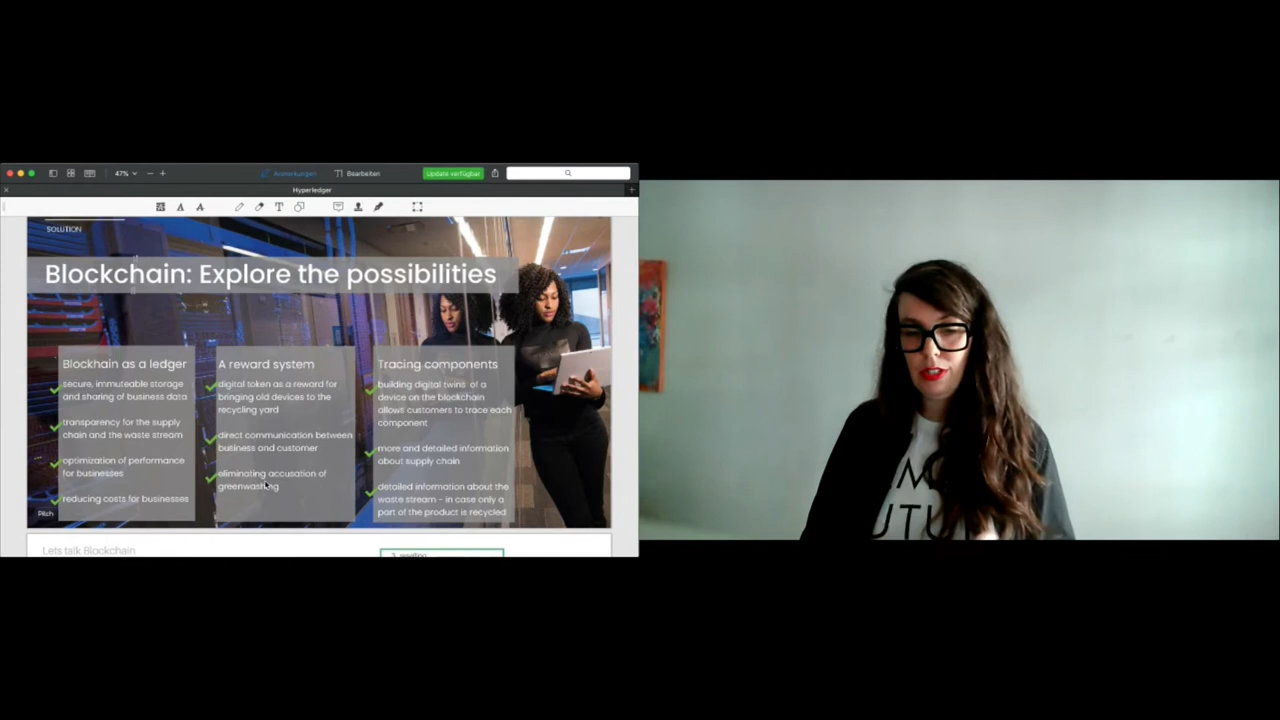 47%
Anmerkungen
Bearbeiten
Update verfügbar
Hyperledger
SOLUTION
Blockchain: Explore the possibilities
Blockhain as a ledger
secure, immuteable storage
and sharing of business data
transparency for the supply
chain and the waste stream
optimization of performance
for businesses
reducing costs for businesses
A reward system
digital token as a reward for
bringing old devices to the
recycling yard
direct communication between
business and customer
eliminating accusation of
greenwashing
Tracing components
building digital twins of a
device on the blockchain
allows customers to trace each
component
more and detailed information
about supply chain
detailed information about the
waste stream - in case only a
part of the product is recycled
Pitch
Lets talk Blockchain